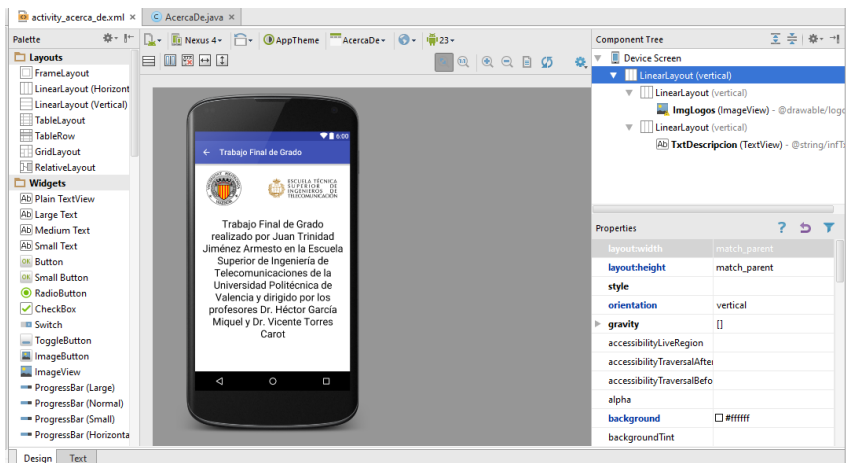 activity_acerca_de.xml ×
AcercaDe.java ×
Palette
Nexus 4
AppTheme
AcercaDe
23
Component Tree
Layouts
FrameLayout
LinearLayout (Horizont
LinearLayout (Vertical)
TableLayout
TableRow
GridLayout
RelativeLayout
Widgets
Ab Plain TextView
Ab Large Text
Ab Medium Text
Ab Small Text
OK Button
OK Small Button
RadioButton
CheckBox
Switch
ToggleButton
ImageButton
ImageView
ProgressBar (Large)
ProgressBar (Normal)
ProgressBar (Small)
ProgressBar (Horizonta
6:00
Trabajo Final de Grado
ESCUELA TÉCNICA
SUPERIOR DE
INGENIEROS DE
TELECOMUNICACIÓN
Trabajo Final de Grado
realizado por Juan Trinidad
Jiménez Armesto en la Escuela
Superior de Ingeniería de
Telecomunicaciones de la
Universidad Politécnica de
Valencia y dirigido por los
profesores Dr. Héctor García
Miquel y Dr. Vicente Torres
Carot
Device Screen
LinearLayout (vertical)
LinearLayout (vertical)
ImgLogos (ImageView) - @drawable/logo
LinearLayout (vertical)
Ab TxtDescripcion (TextView) - @string/infT
Properties
layout:width match_parent
layout:height match_parent
style
orientation vertical
gravity []
accessibilityLiveRegion
accessibilityTraversalAfter
accessibilityTraversalBefo
alpha
background #ffffff
backgroundTint
Design Text